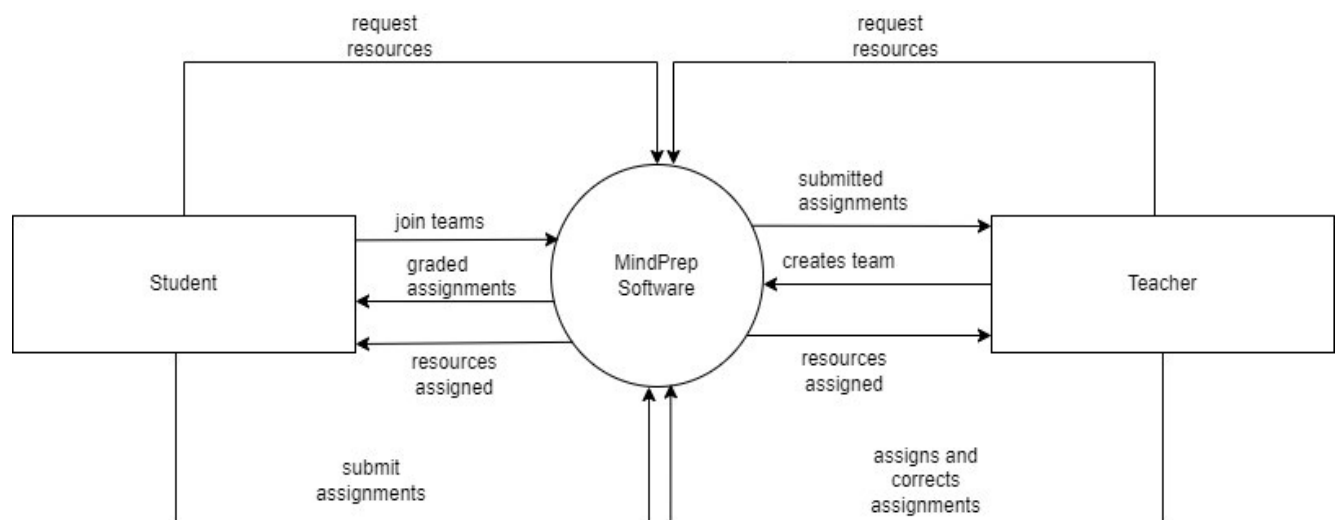 request
resources
request
resources
submitted
assignments
join teams
graded
assignments
Student
MindPrep
Software
creates team
Teacher
resources
assigned
resources
assigned
submit
assignments
assigns and
corrects
assignments